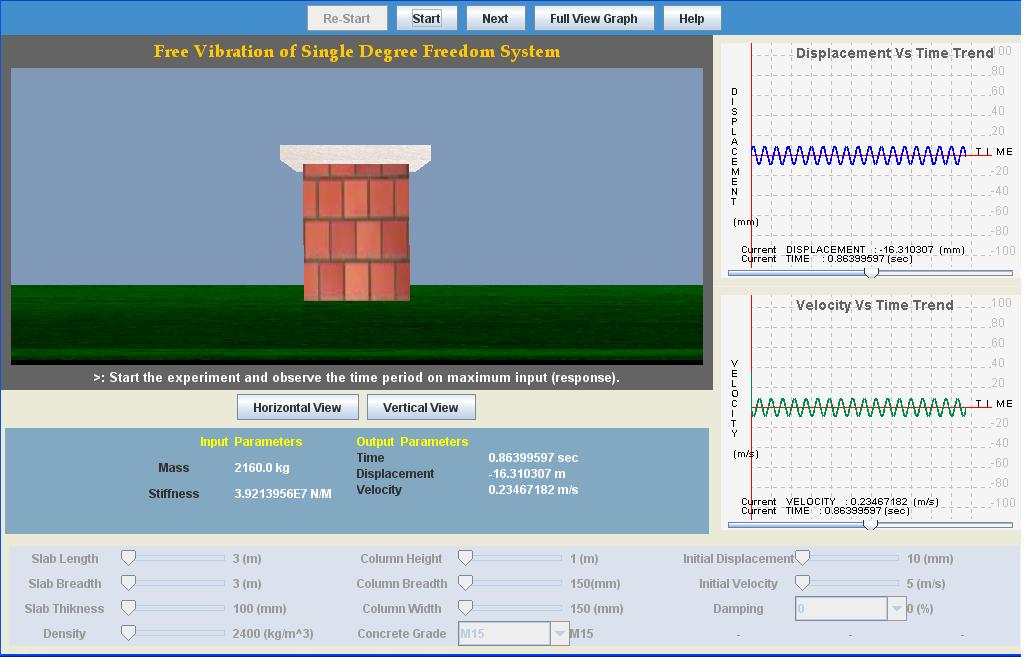 Re-Start Start Next Full View Graph Help
Free Vibration of Single Degree Freedom System
>: Start the experiment and observe the time period on maximum input (response).
Horizontal View Vertical View
Input Parameters
Mass 2160.0 kg
Stiffness 3.9213956E7 N/M
Output Parameters
Time 0.86399597 sec
Displacement -16.310307 m
Velocity 0.23467182 m/s
Displacement Vs Time Trend
DISPLACEMENT
(mm)
100
80
60
40
20
TIME
-20
-40
-60
-80
-100
Current DISPLACEMENT : -16.310307 (mm)
Current TIME : 0.86399597 (sec)
Velocity Vs Time Trend
VELOCITY
(m/s)
100
80
60
40
20
TIME
-20
-40
-60
-80
-100
Current VELOCITY : 0.23467182 (m/s)
Current TIME : 0.86399597 (sec)
Slab Length 3 (m)
Slab Breadth 3 (m)
Slab Thikness 100 (mm)
Density 2400 (kg/m^3)
Column Height 1 (m)
Column Breadth 150(mm)
Column Width 150 (mm)
Concrete Grade M15 M15
Initial Displacement 10 (mm)
Initial Velocity 5 (m/s)
Damping 0 0 (%)
- - -